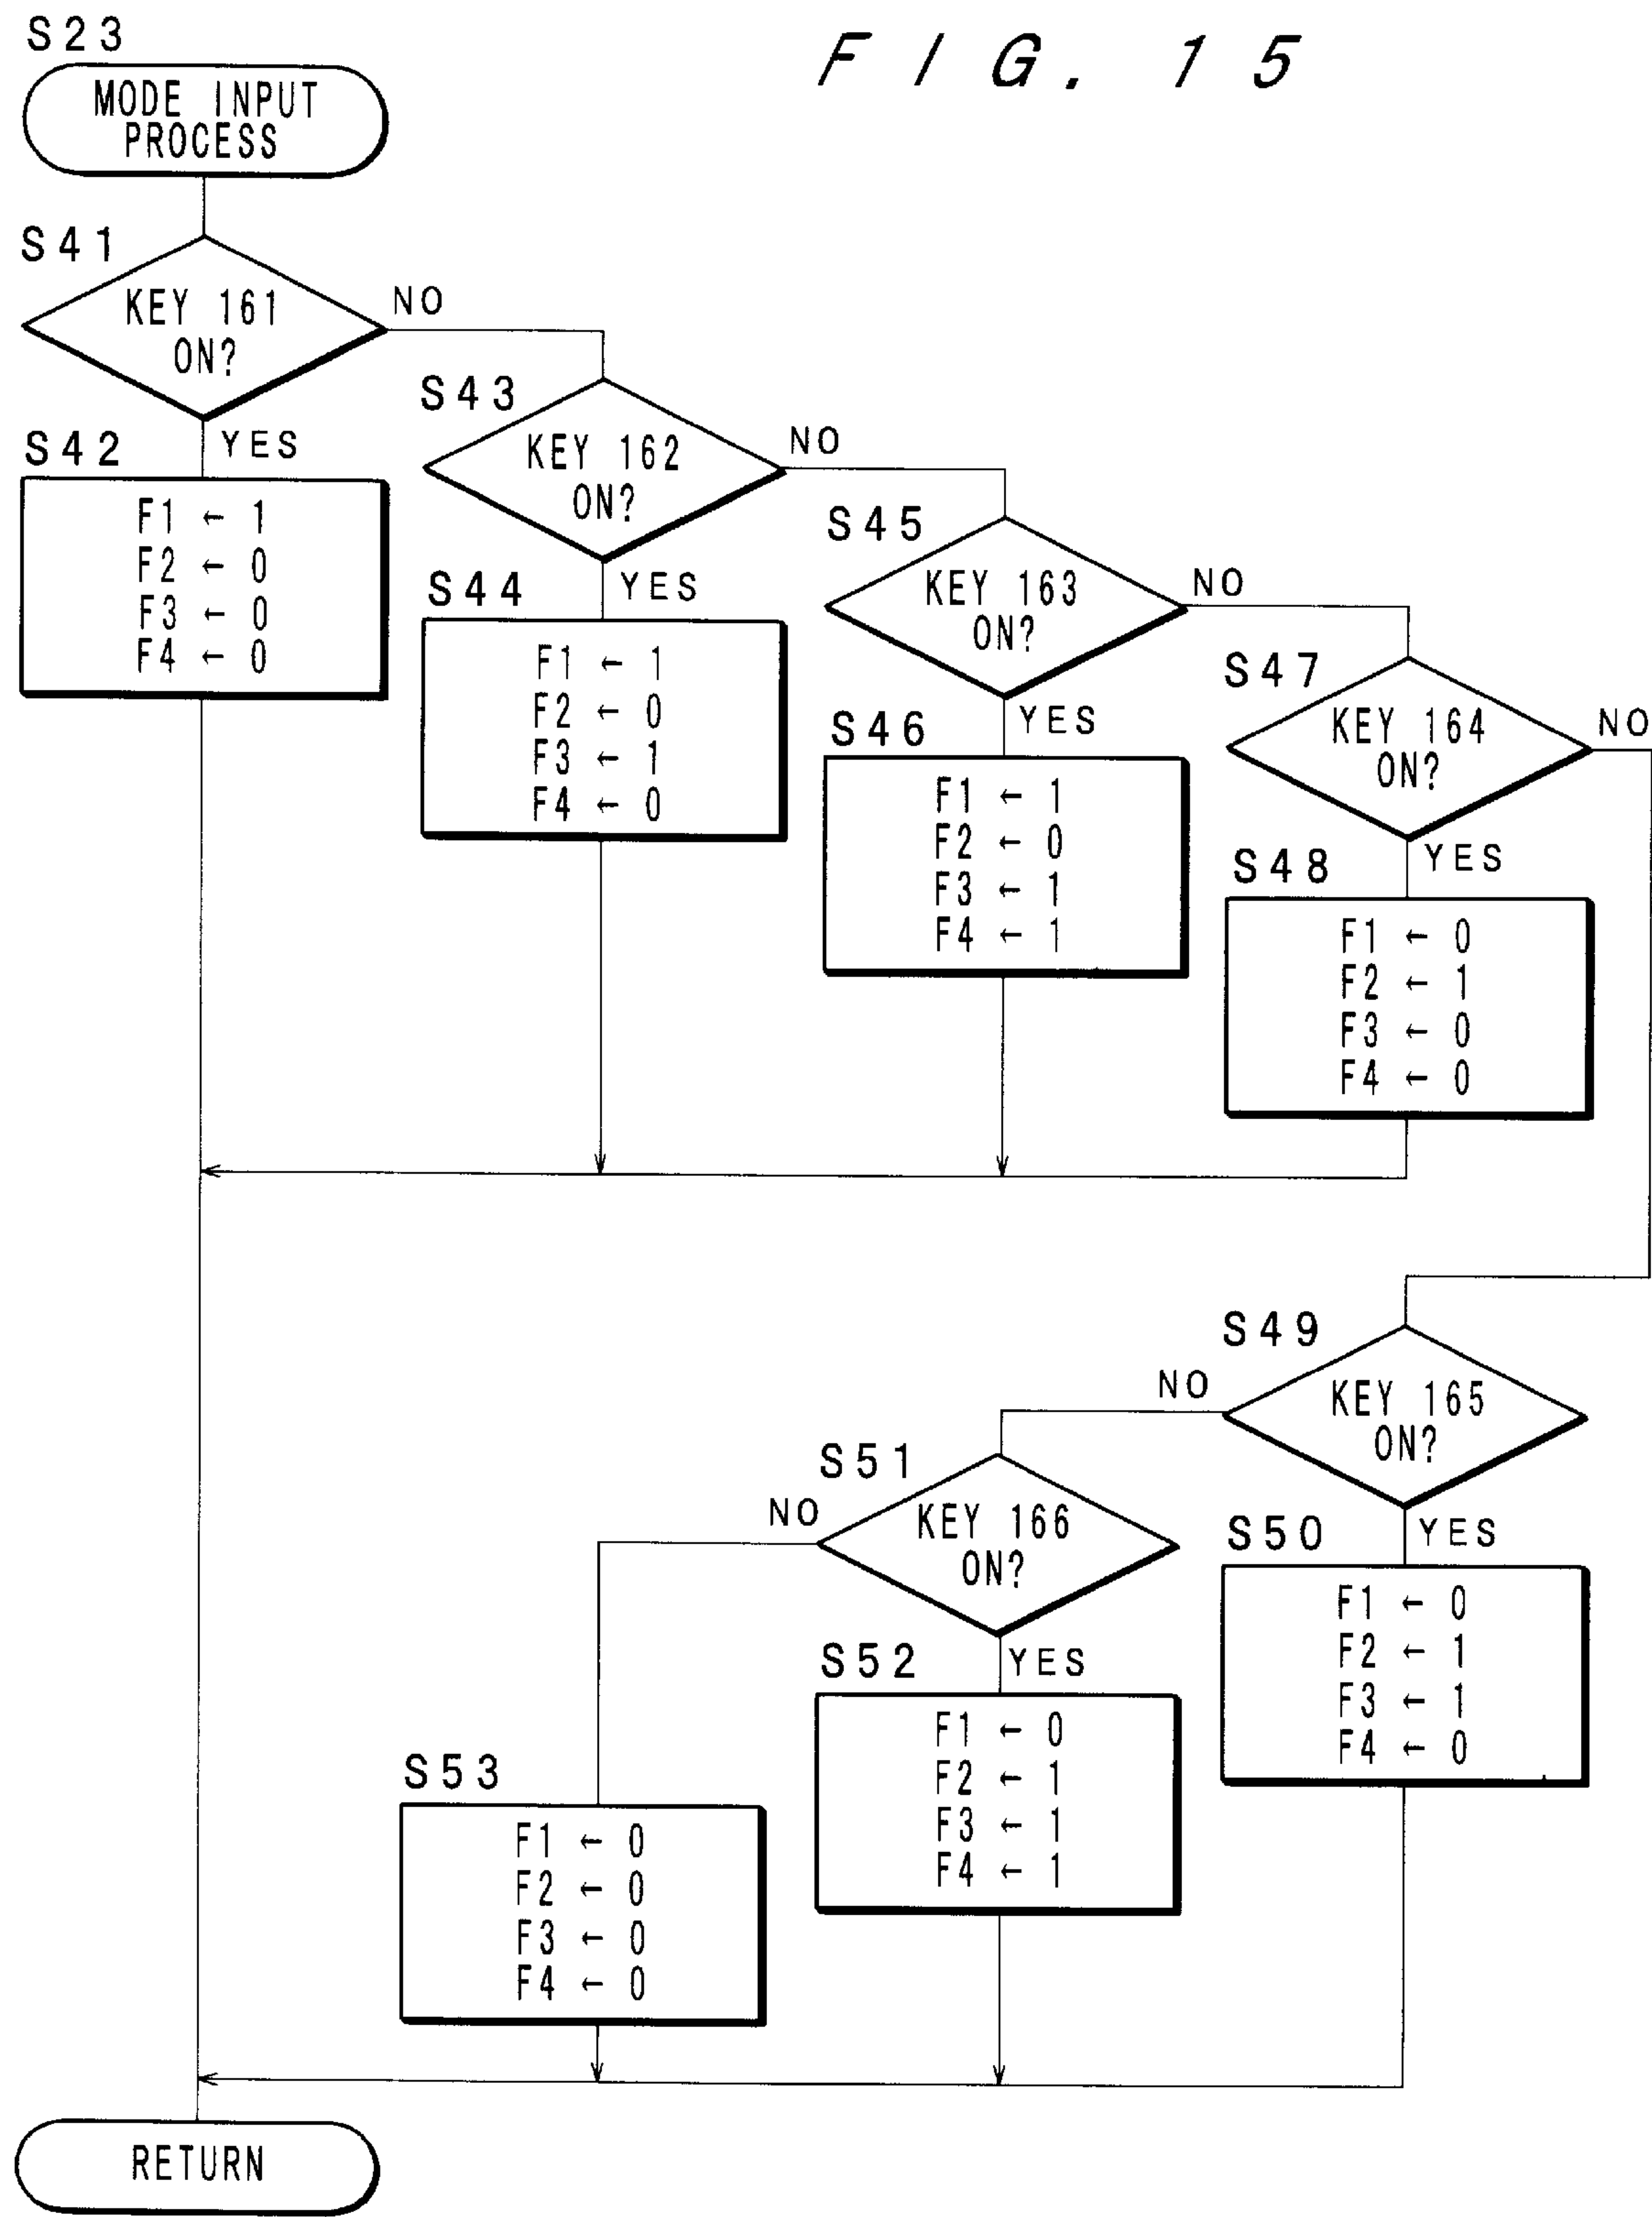 FIG. 15
S23
MODE INPUT
PROCESS
S41
KEY 161
ON?
NO
YES
S42
F1 ← 1
F2 ← 0
F3 ← 0
F4 ← 0
S43
KEY 162
ON?
NO
YES
S44
F1 ← 1
F2 ← 0
F3 ← 1
F4 ← 0
S45
KEY 163
ON?
NO
YES
S46
F1 ← 1
F2 ← 0
F3 ← 1
F4 ← 1
S47
KEY 164
ON?
NO
YES
S48
F1 ← 0
F2 ← 1
F3 ← 0
F4 ← 0
S49
KEY 165
ON?
NO
YES
S50
F1 ← 0
F2 ← 1
F3 ← 1
F4 ← 0
S51
KEY 166
ON?
NO
YES
S52
F1 ← 0
F2 ← 1
F3 ← 1
F4 ← 1
S53
F1 ← 0
F2 ← 0
F3 ← 0
F4 ← 0
RETURN